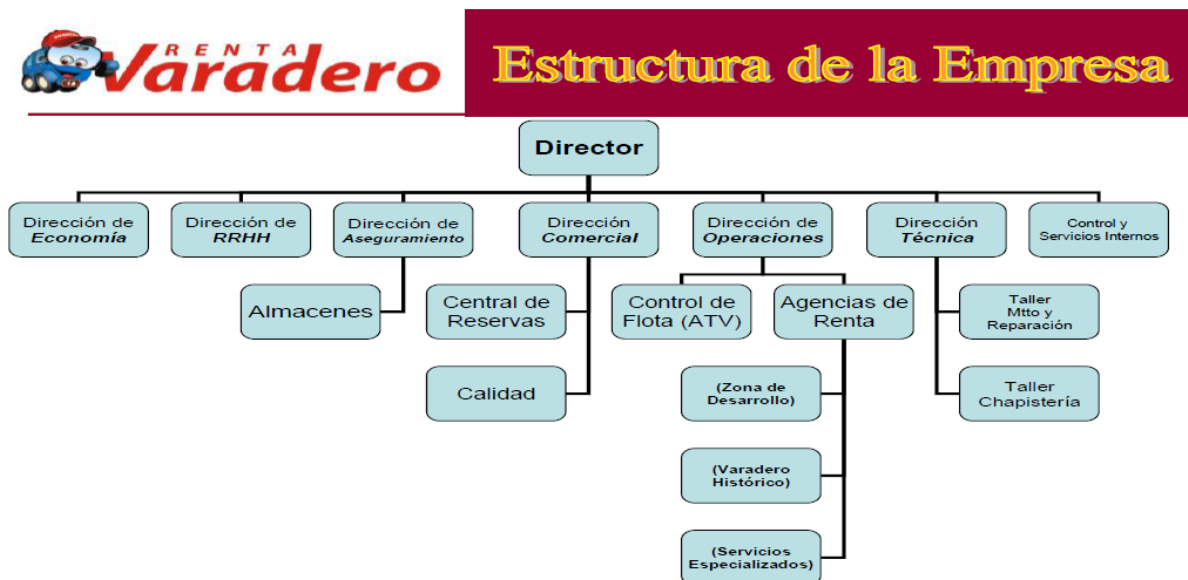 RENTA
Varadero
Estructura de la Empresa
Director
Dirección de
Economía
Dirección de
RRHH
Dirección de
Aseguramiento
Dirección
Comercial
Dirección de
Operaciones
Dirección
Técnica
Control y
Servicios Internos
Almacenes
Central de
Reservas
Control de
Flota (ATV)
Agencias de
Renta
Taller
Mtto y
Reparación
Calidad
(Zona de
Desarrollo)
Taller
Chapistería
(Varadero
Histórico)
(Servicios
Especializados)